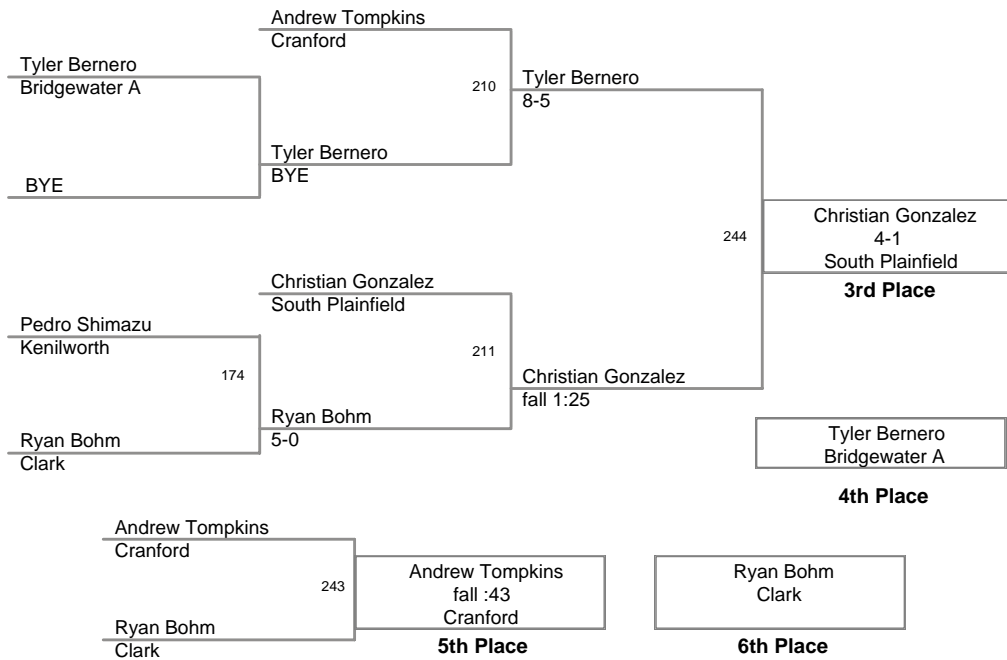 Andrew Tompkins
Cranford
Tyler Bernero
Bridgewater A
210
Tyler Bernero
8-5
Tyler Bernero
BYE
BYE
244
Christian Gonzalez
4-1
South Plainfield
3rd Place
Christian Gonzalez
South Plainfield
Pedro Shimazu
Kenilworth
211
174
Christian Gonzalez
fall 1:25
Ryan Bohm
5-0
Ryan Bohm
Clark
Tyler Bernero
Bridgewater A
4th Place
Andrew Tompkins
Cranford
243
Andrew Tompkins
fall :43
Cranford
5th Place
Ryan Bohm
Clark
Ryan Bohm
Clark
6th Place